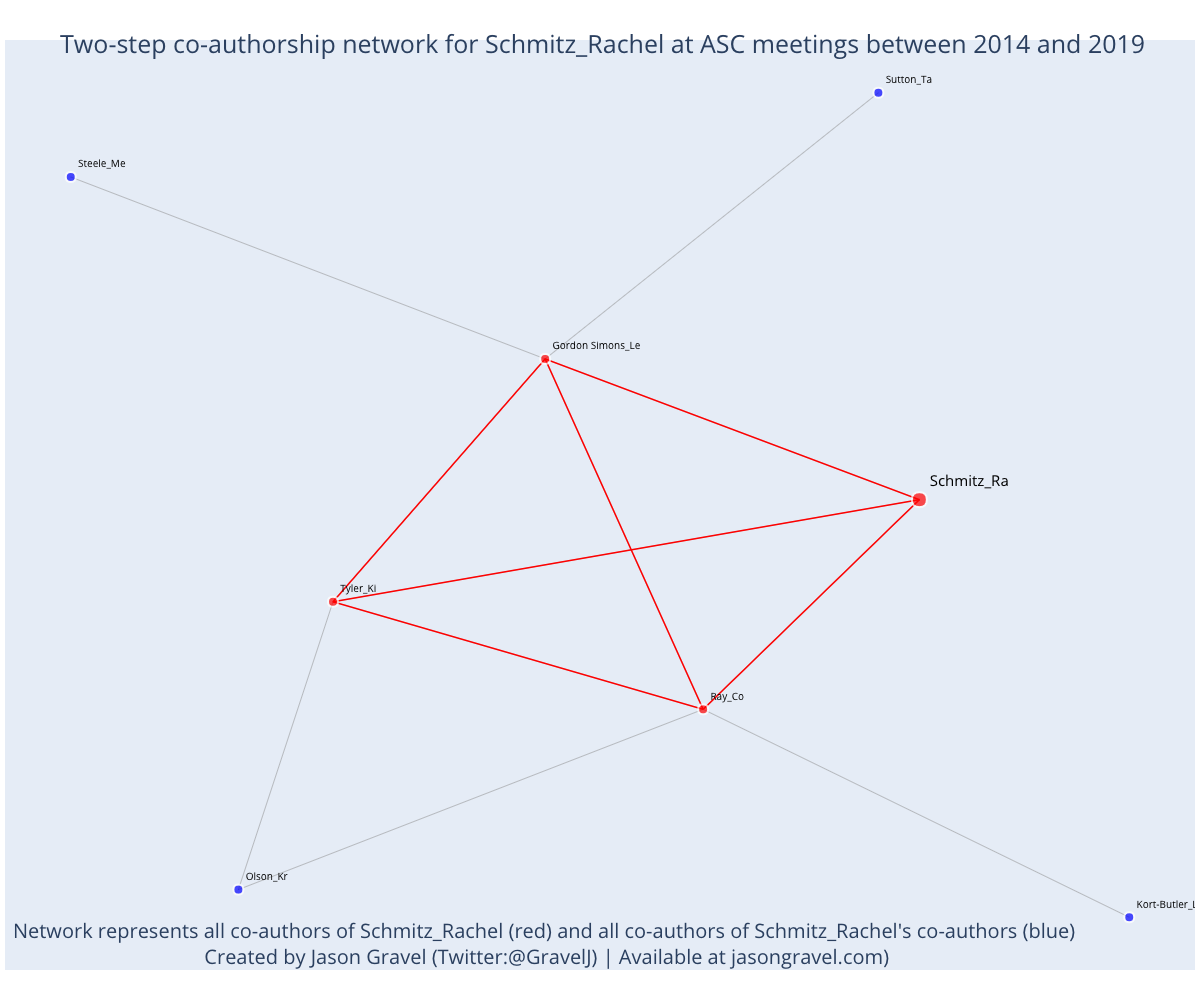 Two-step co-authorship network for Schmitz_Rachel at ASC meetings between 2014 and 2019
Sutton_Ta
Steele_Me
Gordon Simons_Le
Schmitz_Ra
Tyler_Ki
Ray_Co
Olson_Kr
Kort-Butler_L
Network represents all co-authors of Schmitz_Rachel (red) and all co-authors of Schmitz_Rachel's co-authors (blue)
Created by Jason Gravel (Twitter:@GravelJ) | Available at jasongravel.com)